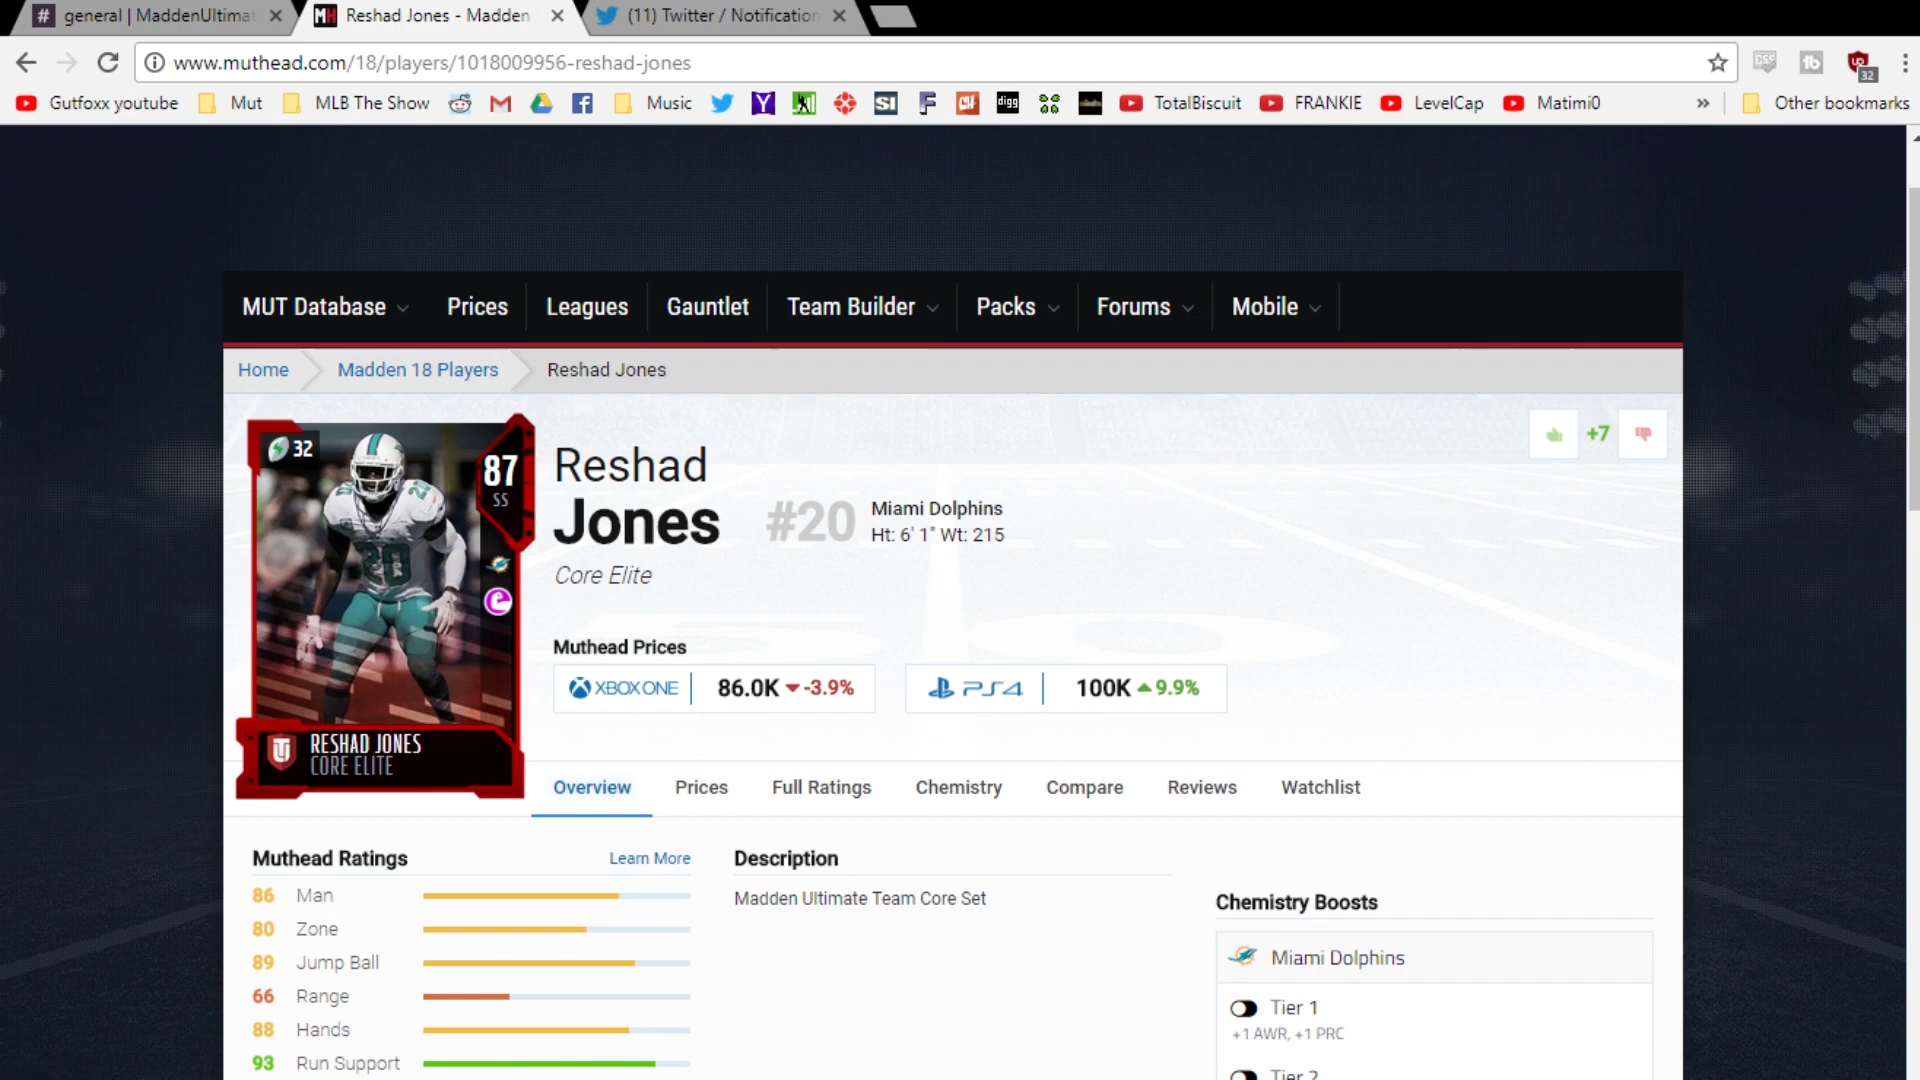 general | MaddenUltimat
Reshad Jones - Madden
(11) Twitter / Notification
www.muthead.com/18/players/1018009956-reshad-jones
32
Gutfoxx youtube
Mut
MLB The Show
Music
SI
digg
TotalBiscuit
FRANKIE
LevelCap
Matimi0
»
Other bookmarks
MUT Database
Prices
Leagues
Gauntlet
Team Builder
Packs
Forums
Mobile
Home
Madden 18 Players
Reshad Jones
32
87
SS
20
RESHAD JONES
CORE ELITE
Reshad
Jones
#20
Miami Dolphins
Ht: 6' 1" Wt: 215
Core Elite
+7
Muthead Prices
XBOX ONE
86.0K
-3.9%
PS4
100K
9.9%
Overview
Prices
Full Ratings
Chemistry
Compare
Reviews
Watchlist
Muthead Ratings
Learn More
86 Man
80 Zone
89 Jump Ball
66 Range
88 Hands
93 Run Support
Description
Madden Ultimate Team Core Set
Chemistry Boosts
Miami Dolphins
Tier 1
+1 AWR, +1 PRC
Tier 2